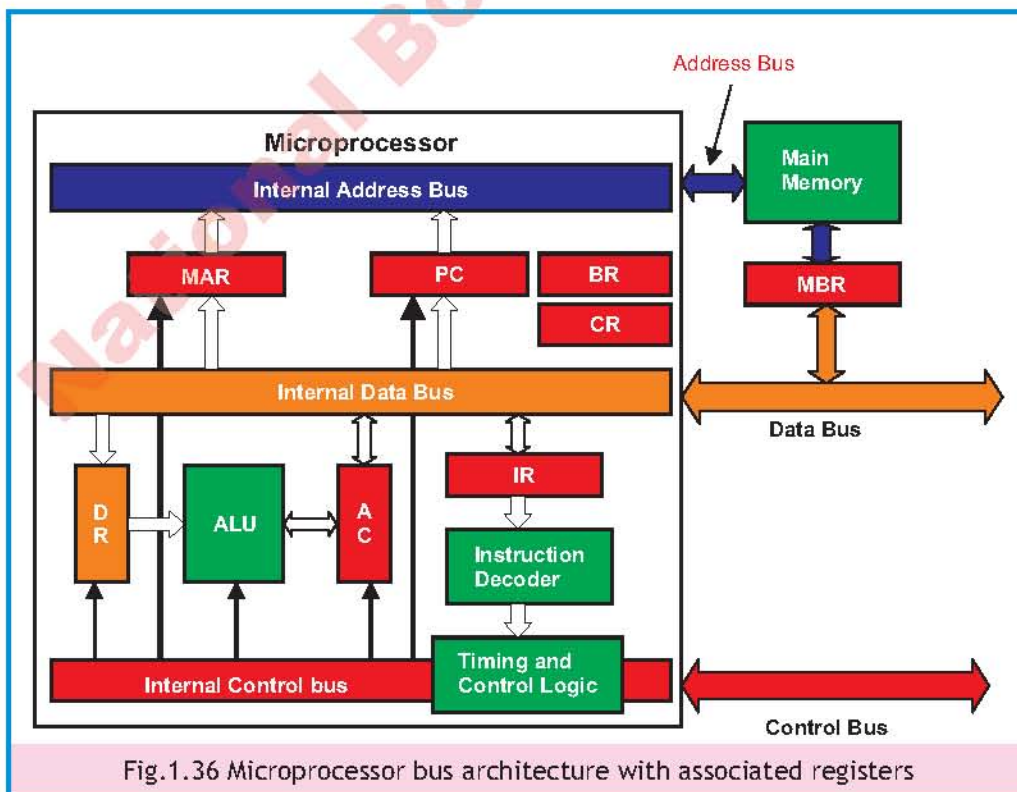 National Bo
Address Bus
Microprocessor
Main
Memory
Internal Address Bus
MAR
PC
BR
CR
MBR
Internal Data Bus
Data Bus
D
R
ALU
A
C
IR
Instruction
Decoder
Timing and
Control Logic
Internal Control bus
Control Bus
Fig.1.36 Microprocessor bus architecture with associated registers